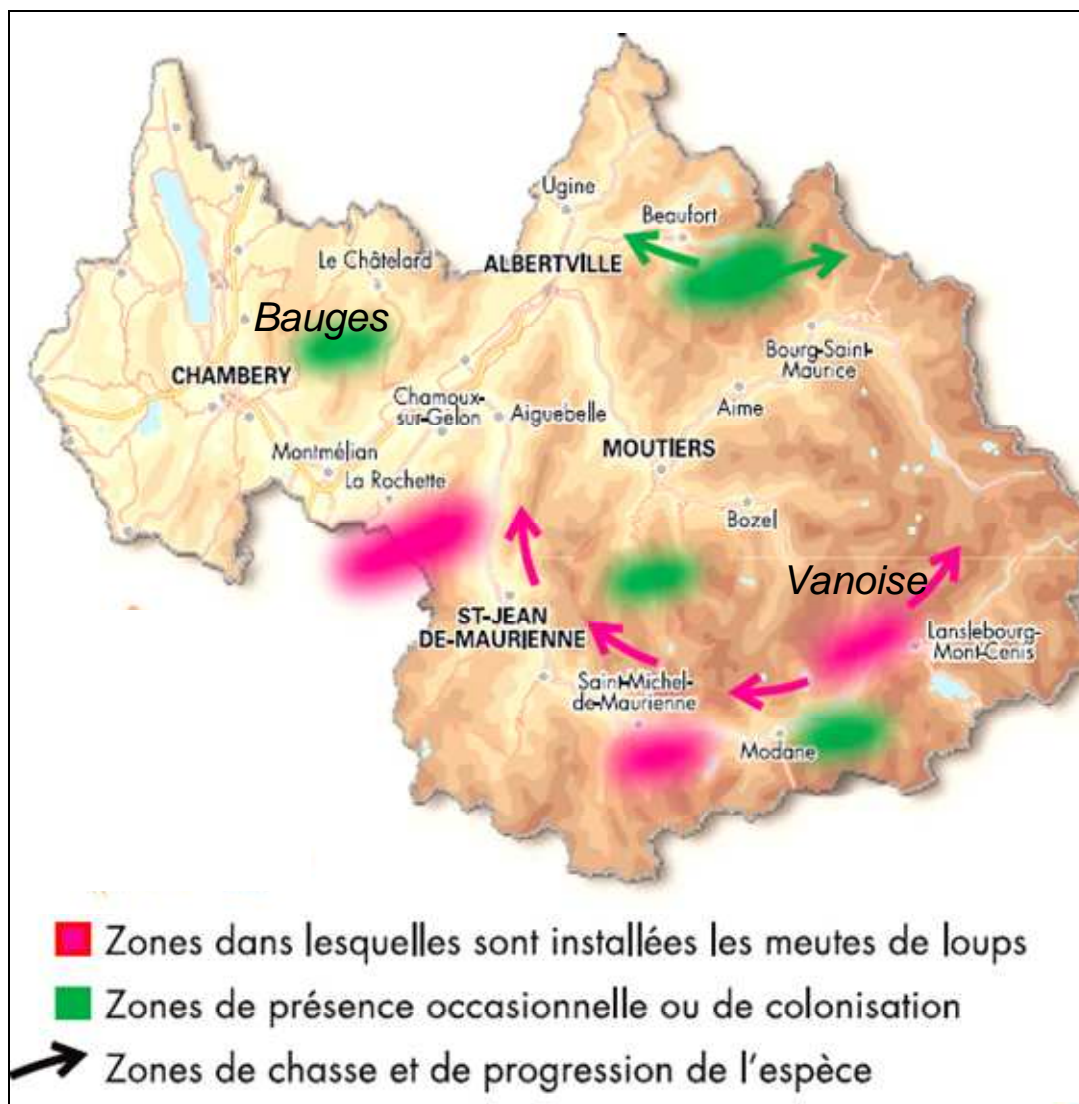 Ugine
Beaufort
Le Châtelard
ALBERTVILLE
Bauges
Bourg-Saint-
Maurice
CHAMBERY
Chamoux-
sur-Gelon
Aiguebelle
Aime
Montmélian
MOUTIERS
La Rochette
Bozel
Vanoise
ST-JEAN
DE-MAURIENNE
Lanslebourg-
Mont-Cenis
Saint-Michel-
de-Maurienne
Modane
Zones dans lesquelles sont installées les meutes de loups
Zones de présence occasionnelle ou de colonisation
Zones de chasse et de progression de l'espèce